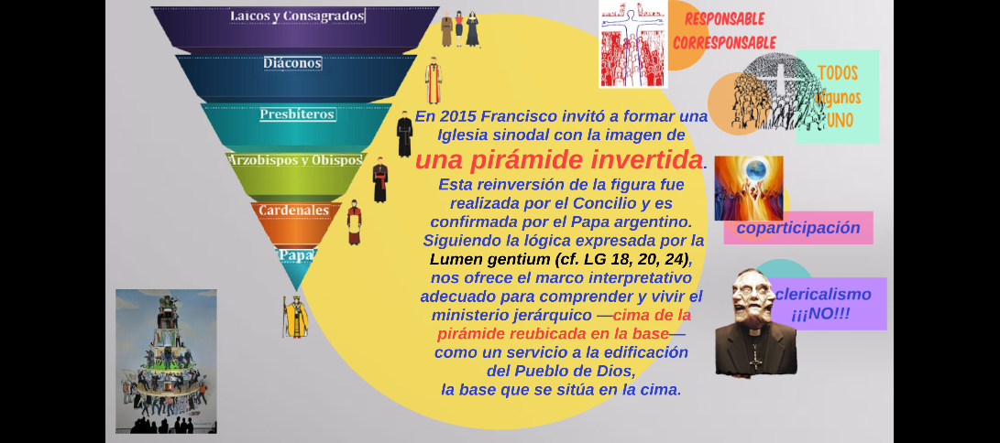 Laicos y Consagrados
Diáconos
Presbíteros
Arzobispos y Obispos
Cardenales
Papa
En 2015 Francisco invitó a formar una
Iglesia sinodal con la imagen de
una pirámide invertida.
Esta reinversión de la figura fue
realizada por el Concilio y es
confirmada por el Papa argentino.
Siguiendo la lógica expresada por la
Lumen gentium (cf. LG 18, 20, 24),
nos ofrece el marco interpretativo
adecuado para comprender y vivir el
ministerio jerárquico —cima de la
pirámide reubicada en la base—
como un servicio a la edificación
del Pueblo de Dios,
la base que se sitúa en la cima.
RESPONSABLE
CORRESPONSABLE
TODOS
algunos
UNO
coparticipación
clericalismo
¡¡¡NO!!!